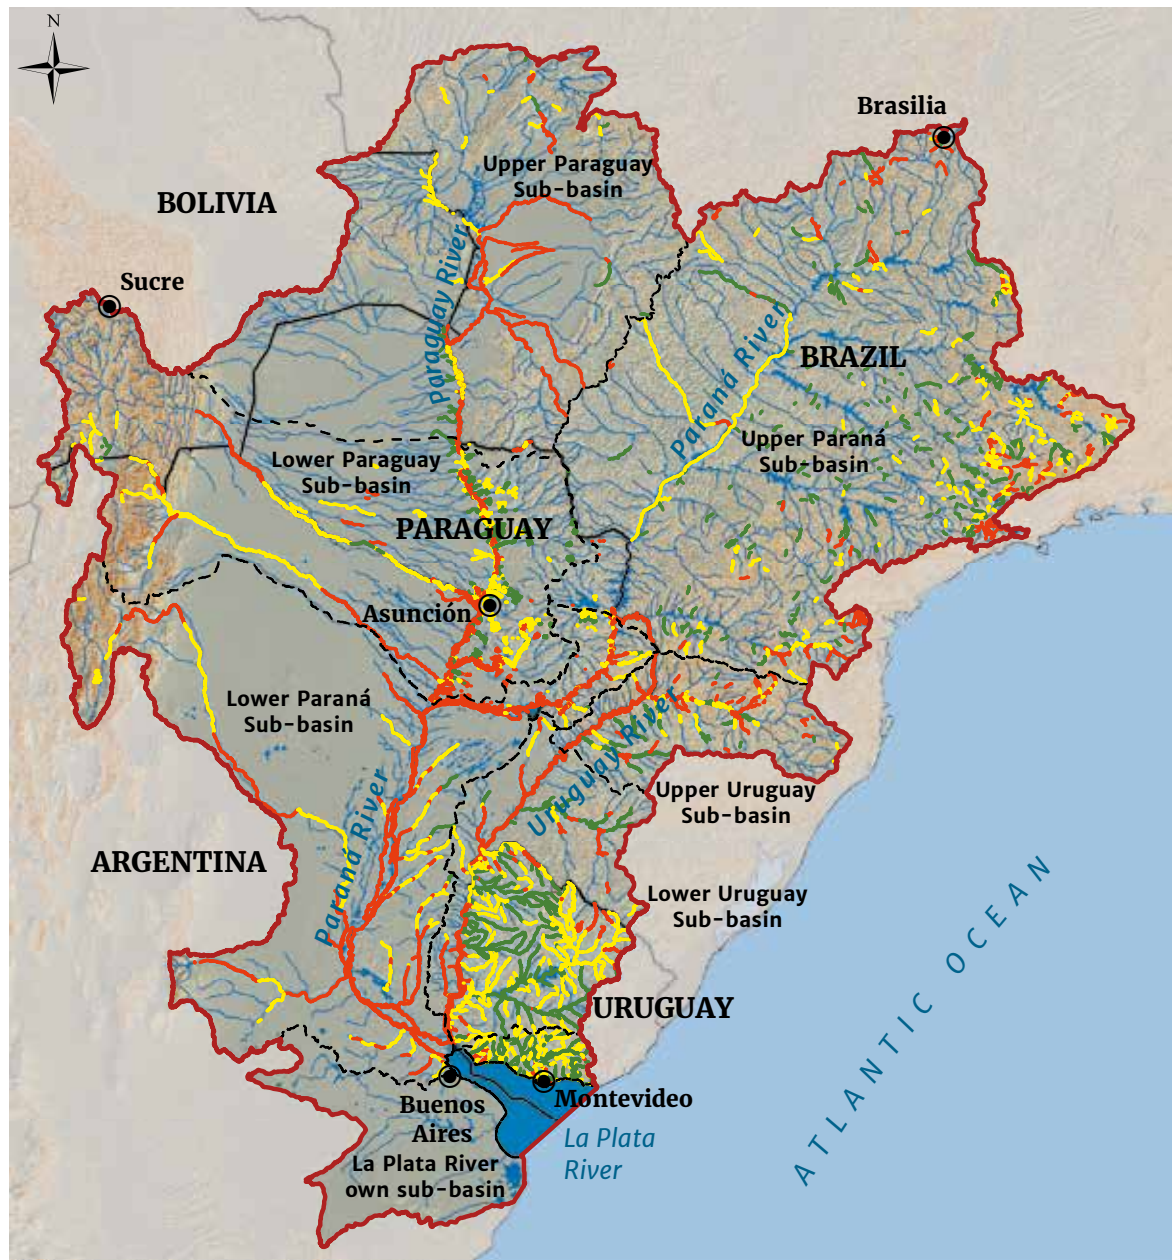 N
Brasilia
Upper Paraguay
Sub-basin
BOLIVIA
Sucre
Paraguay River
Paraguay River
Paraná River
BRAZIL
Upper Paraná
Sub-basin
Lower Paraguay
Sub-basin
PARAGUAY
Asunción
Lower Paraná
Sub-basin
Uruguay River
Upper Uruguay
Sub-basin
ARGENTINA
Paraná River
Lower Uruguay
Sub-basin
URUGUAY
ATLANTIC OCEAN
Buenos
Aires
Montevideo
La Plata
River
La Plata River
own sub-basin